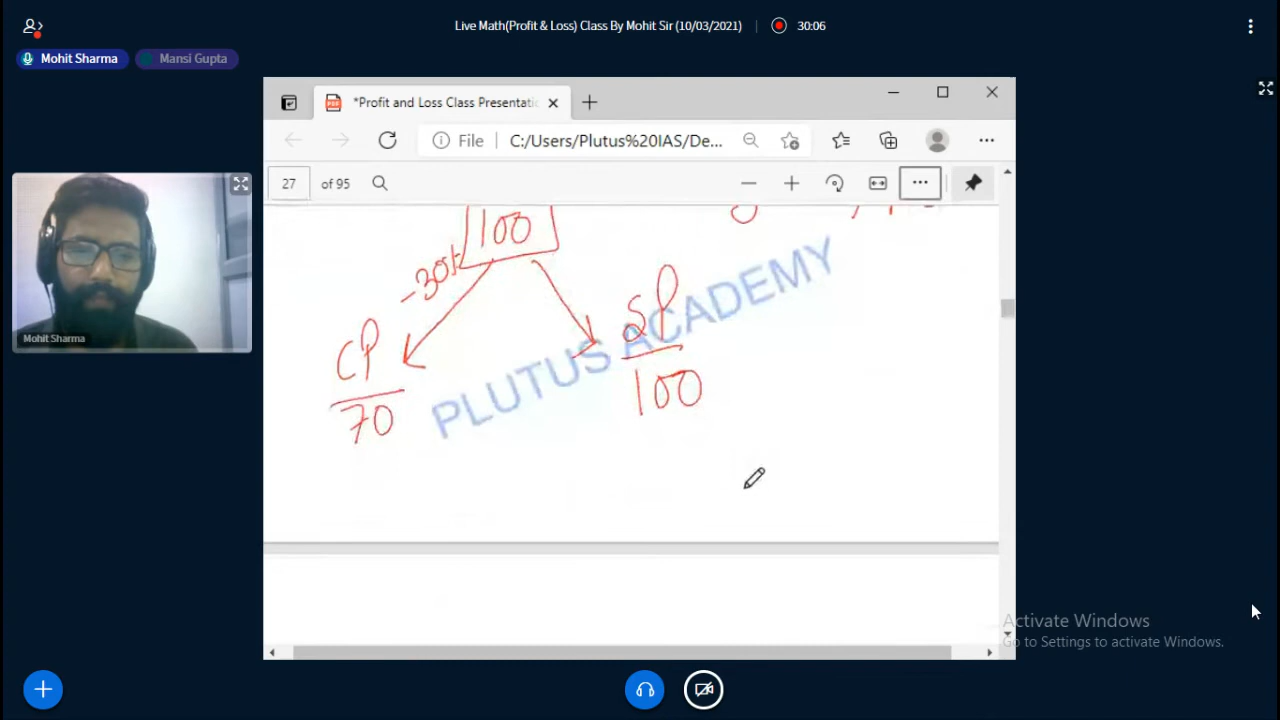 Live Math(Profit & Loss) Class By Mohit Sir (10/03/2021)
30:06
Mohit Sharma
Mansi Gupta
*Profit and Loss Class Presentatic
File
C:/Users/Plutus%20IAS/De...
27 of 95
100
-30%
CP
70
SP
100
PLUTUS ACADEMY
Mohit Sharma
Activate Windows
Go to Settings to activate Windows.